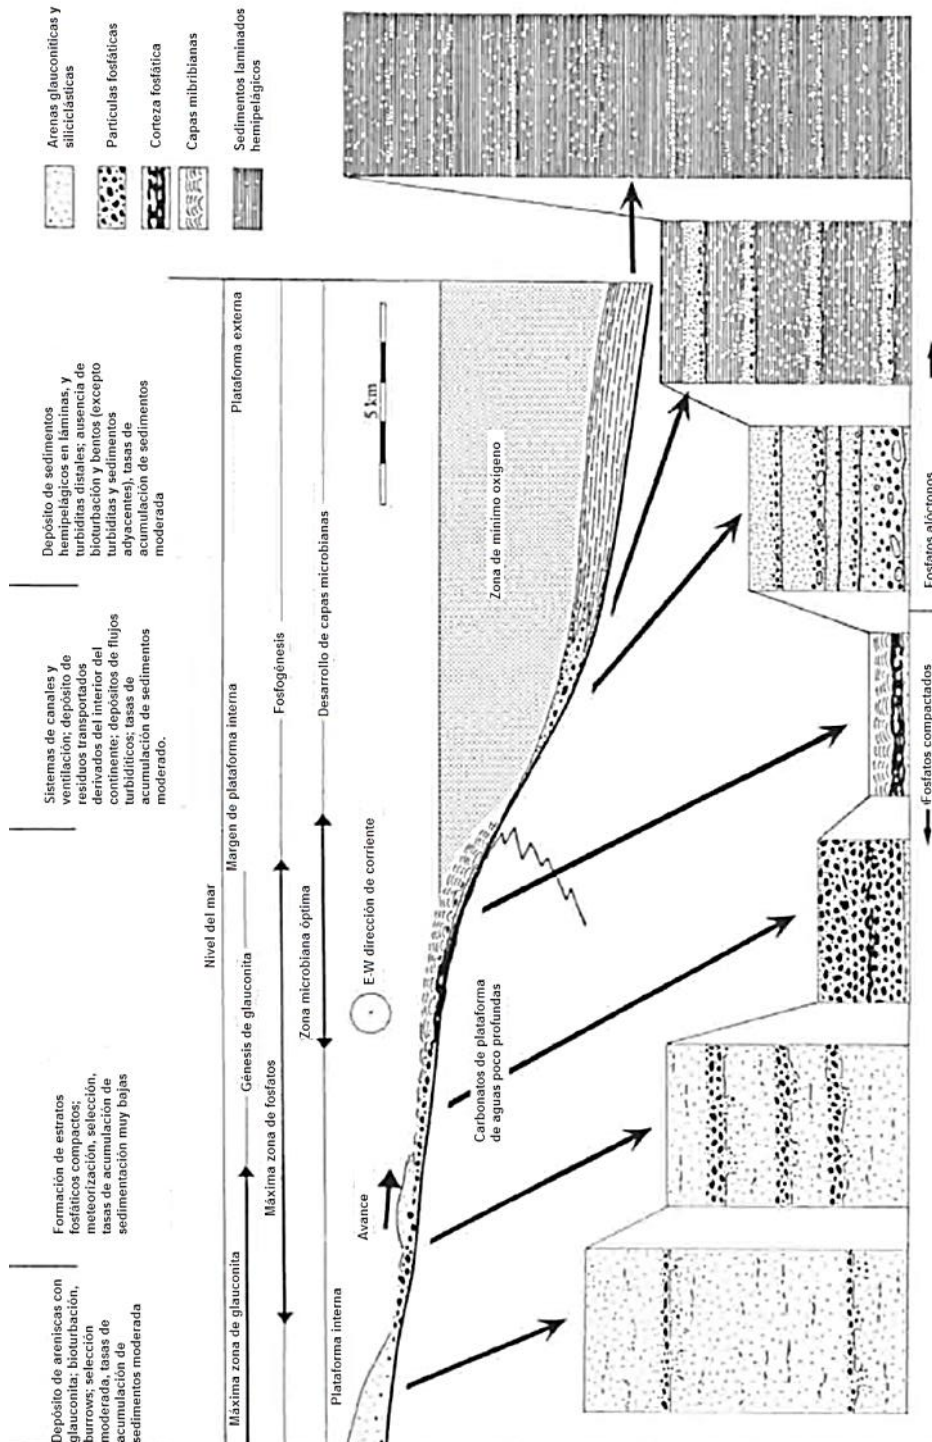 Depósito de areniscas con
glauconita; bioturbación,
burrows; selección
moderada, tasas de
acumulación de
sedimentos moderada
Formación de estratos
fosfáticos compactos;
meteorización, selección,
tasas de acumulación de
sedimentación muy bajas
Sistemas de canales y
ventilación; depósito de
residuos transportados
derivados del interior del
continente; depósitos de flujos
turbidíticos; tasas de
acumulación de sedimentos
moderado.
Depósito de sedimentos
hemipelágicos en láminas, y
turbiditas distales; ausencia de
bioturbación y bentos (excepto
turbiditas y sedimentos
adyacentes), tasas de
acumulación de sedimentos
moderada
Arenas glauconíticas y
siliciclásticas
Partículas fosfáticas
Corteza fosfática
Capas mibribianas
Sedimentos laminados
hemipelágicos
Nivel del mar
Margen de plataforma interna
Plataforma externa
Máxima zona de glauconita
Génesis de glauconita
Máxima zona de fosfatos
Fosfogénesis
Zona microbiana óptima
Desarrollo de capas microbianas
Plataforma interna
Avance
E-W dirección de corriente
5 km
Zona de mínimo oxígeno
Carbonatos de plataforma
de aguas poco profundas
Fosfatos compactados
Fosfatos alóctonos